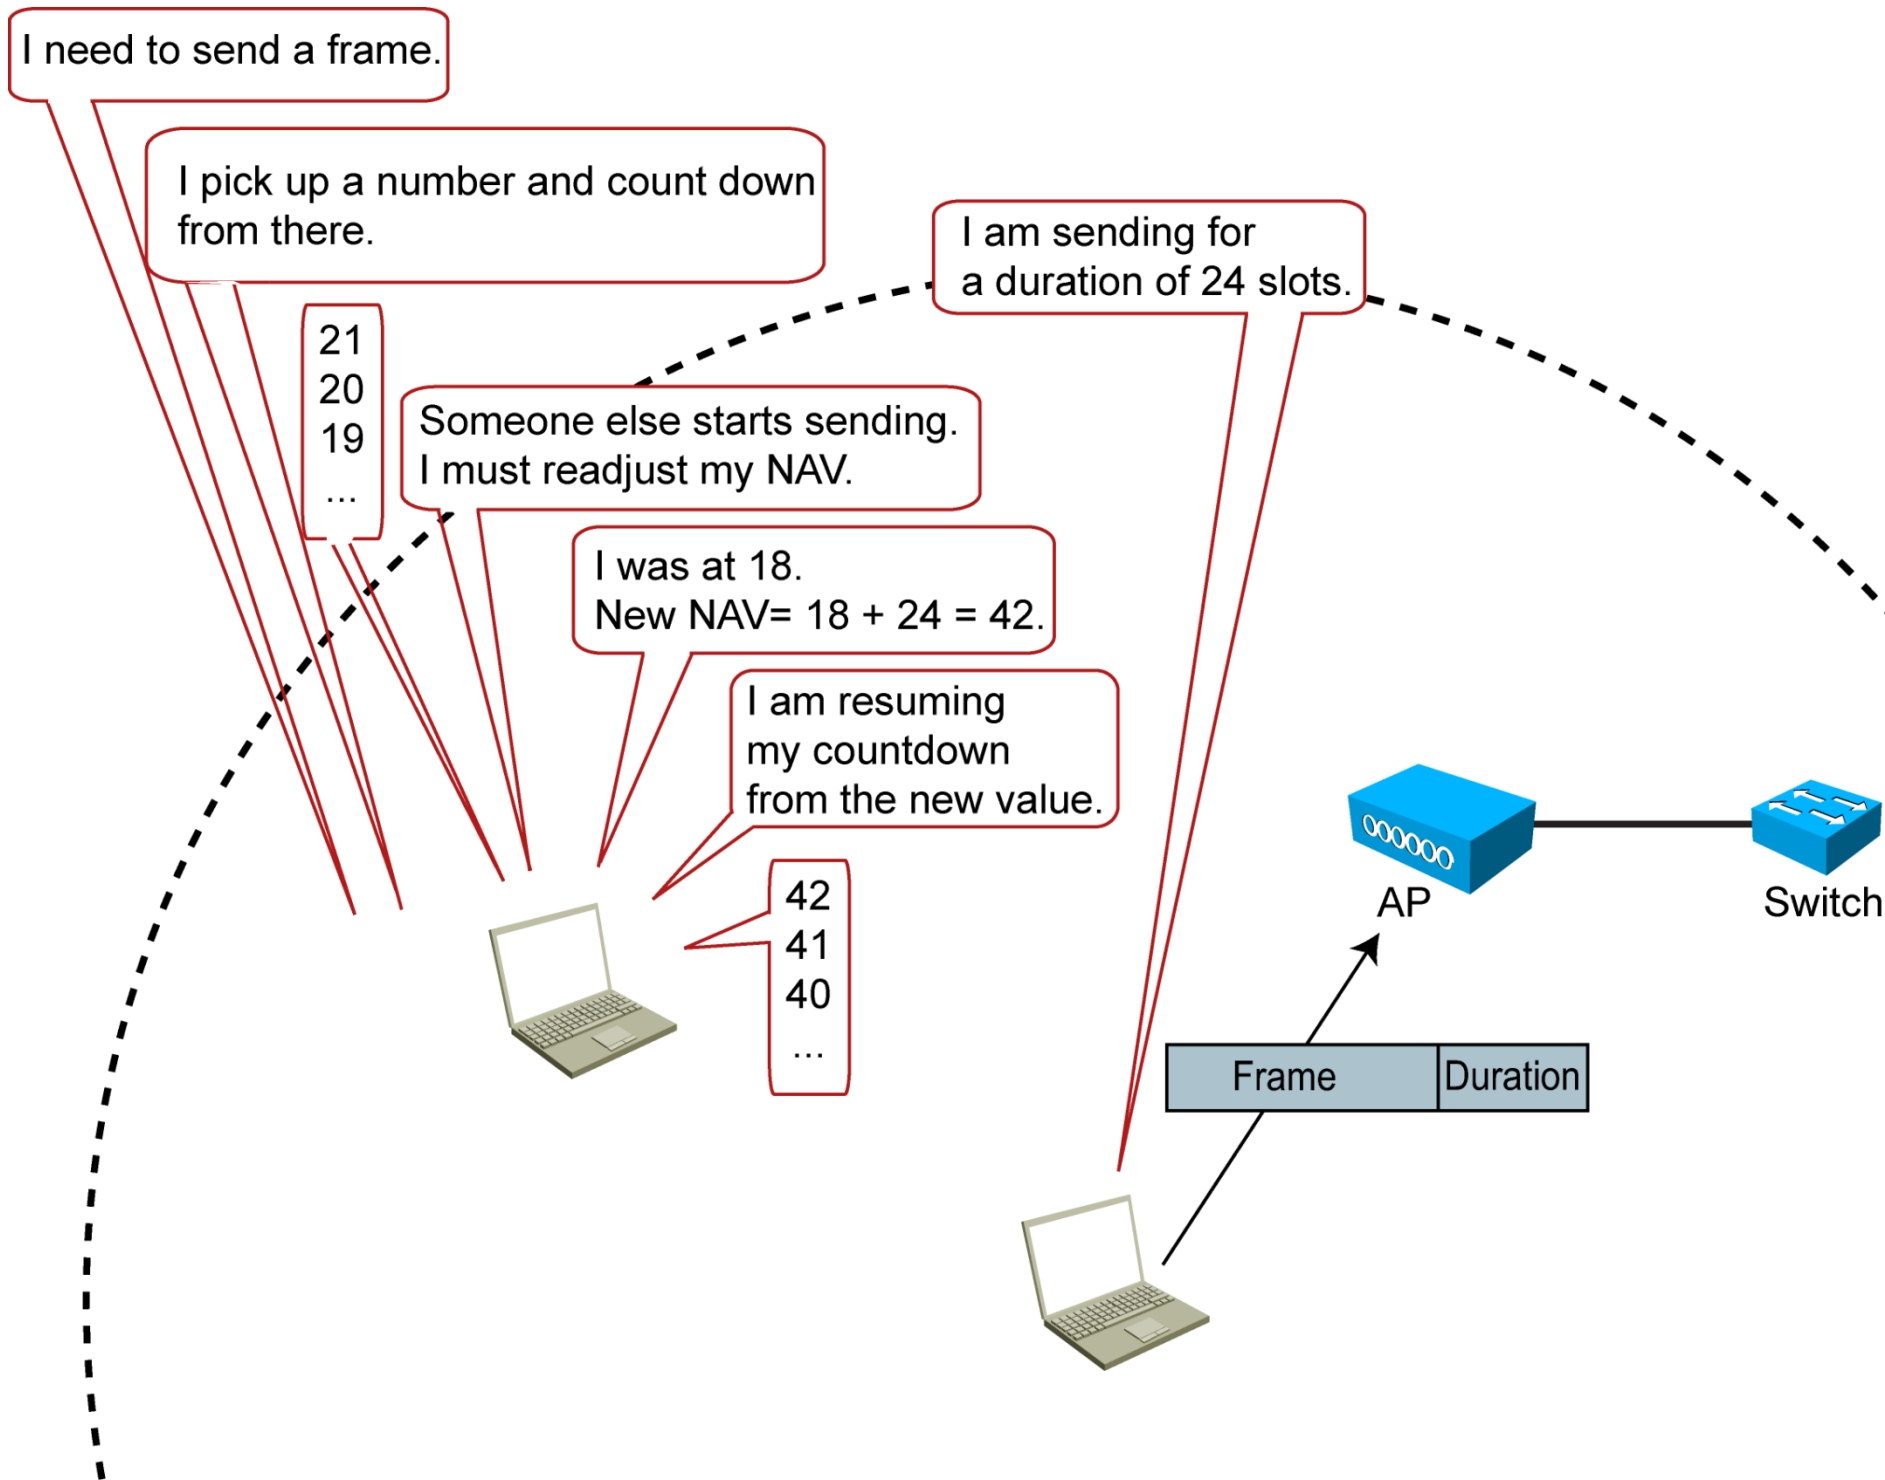 I need to send a frame.
I pick up a number and count down
from there.
I am sending for
a duration of 24 slots.
21
20
19
...
Someone else starts sending.
I must readjust my NAV.
I was at 18.
New NAV= 18 + 24 = 42.
I am resuming
my countdown
from the new value.
42
41
40
...
AP
Switch
Frame
Duration